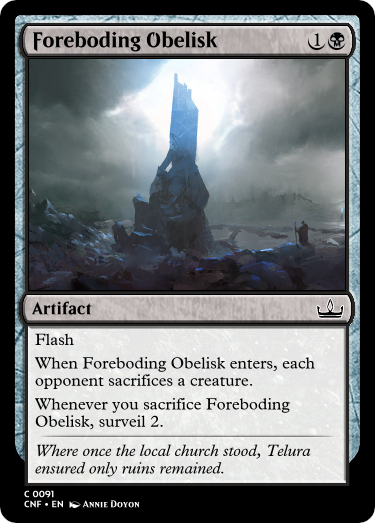 Foreboding Obelisk 1
Artifact
Flash
When Foreboding Obelisk enters, each
opponent sacrifices a creature.
Whenever you sacrifice Foreboding
Obelisk, surveil 2.
Where once the local church stood, Telura
ensured only ruins remained.
C 0091
CNF • EN Annie Doyon